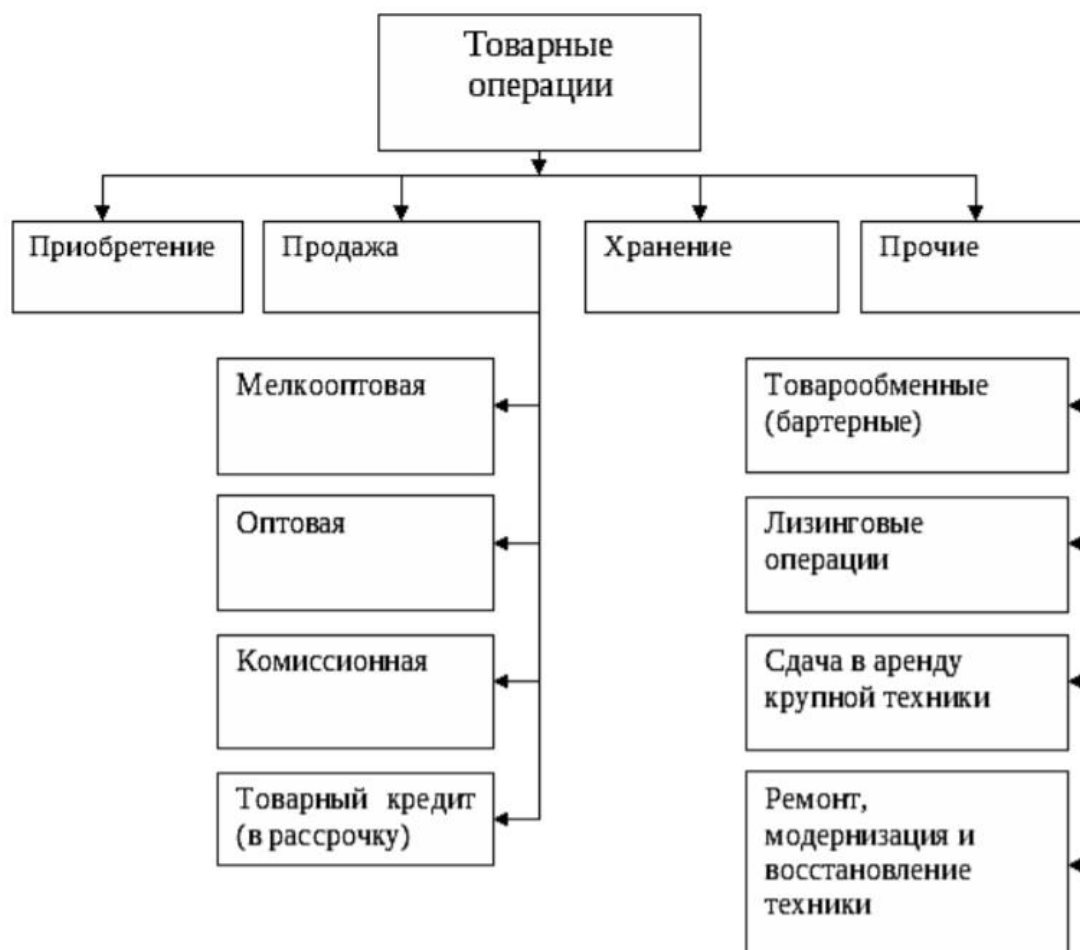 Товарные
операции
Приобретение
Продажа
Хранение
Прочие
Мелкооптовая
Оптовая
Комиссионная
Товарный кредит
(в рассрочку)
Товарообменные
(бартерные)
Лизинговые
операции
Сдача в аренду
крупной техники
Ремонт,
модернизация и
восстановление
техники